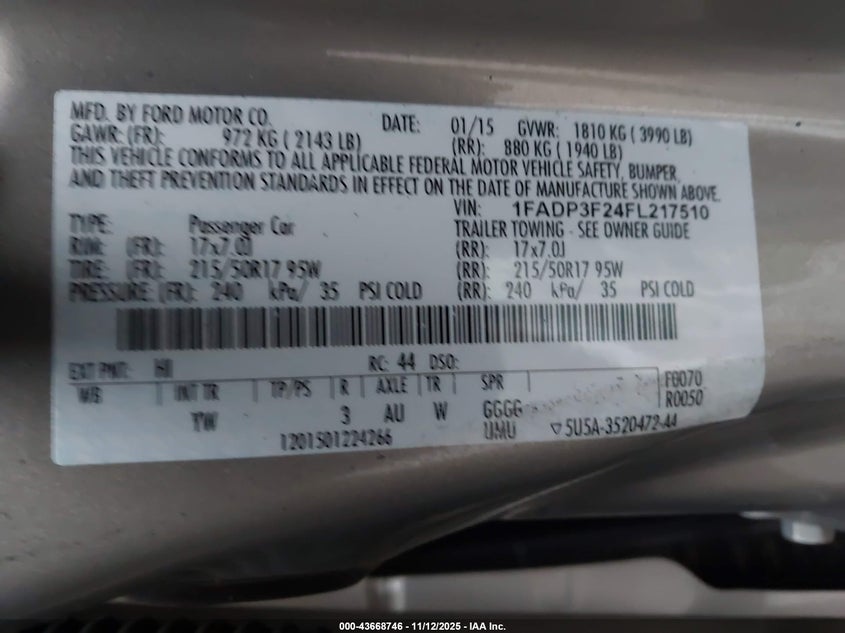 MFD. BY FORD MOTOR CO. DATE: 01/15 GVWR: 1810 KG ( 3990 LB)
GAWR: (FR): 972 KG ( 2143 LB) (RR): 880 KG ( 1940 LB)
THIS VEHICLE CONFORMS TO ALL APPLICABLE FEDERAL MOTOR VEHICLE SAFETY, BUMPER,
AND THEFT PREVENTION STANDARDS IN EFFECT ON THE DATE OF MANUFACTURE SHOWN ABOVE.
VIN: 1FADP3F24FL217510
TYPE: Passenger Car TRAILER TOWING - SEE OWNER GUIDE
RIM: (FR): 17x7.0J (RR): 17x7.0J
TIRE: (FR): 215/50R17 95W (RR): 215/50R17 95W
PRESSURE: (FR): 240 kPa/ 35 PSI COLD (RR): 240 kPa/ 35 PSI COLD
EXT PNT: RC: 44 DSO:
WB INT TR TP/PS R AXLE TR SPR F0070
R0050
TW 3 AU W GGGG
UMU
1201501224266 5U5A-3520472-44
000-43668746 - 11/12/2025 - IAA Inc.